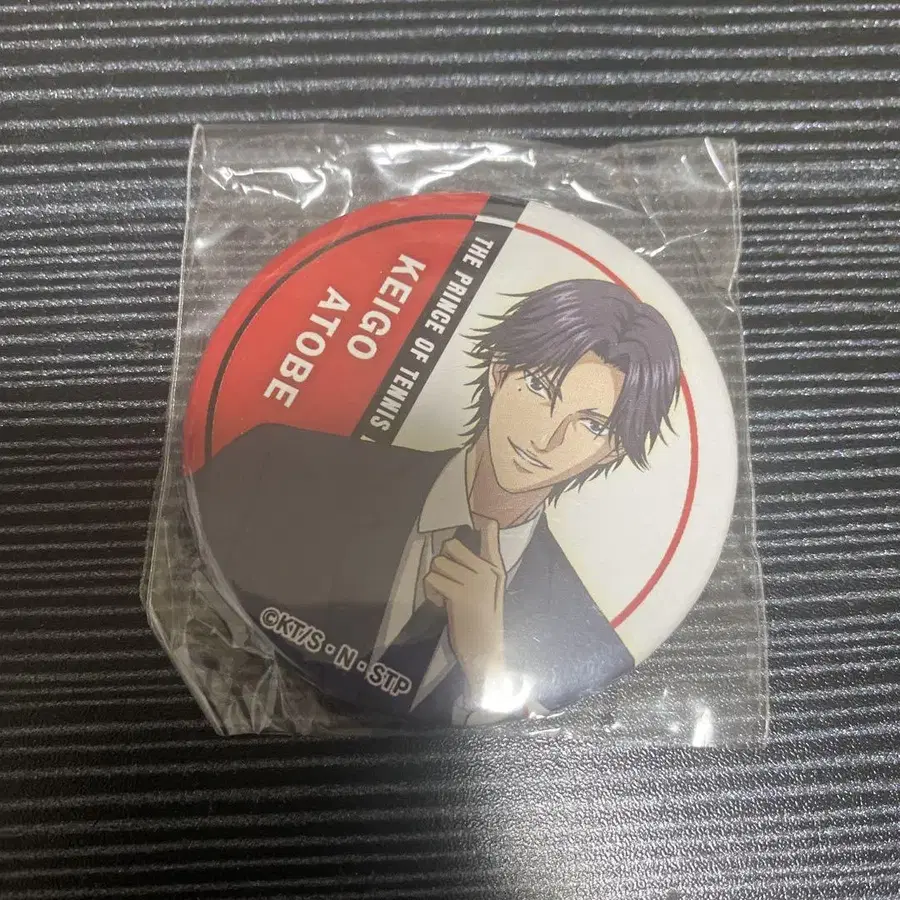 KEIGO
ATOBE
THE PRINCE OF TENNIS
©KT/S・N・STP